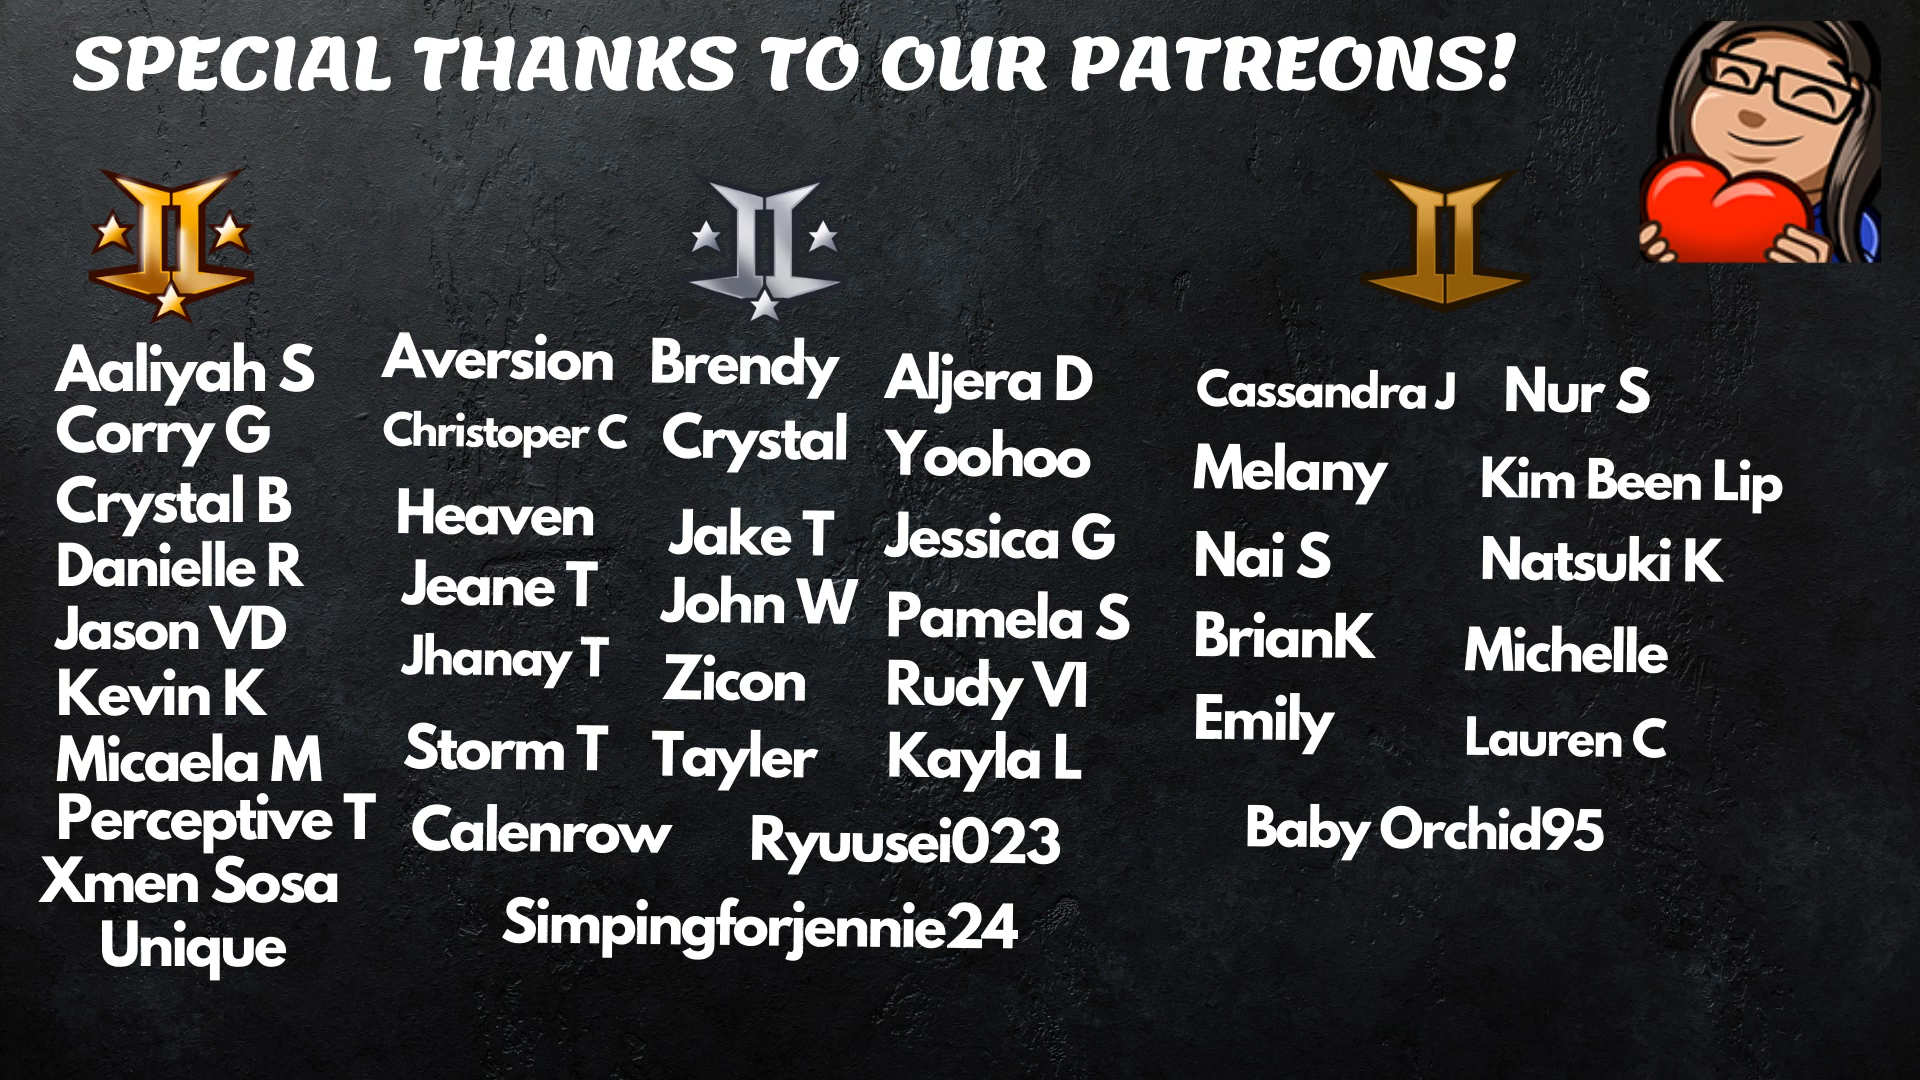 SPECIAL THANKS TO OUR PATREONS!
Aaliyah S
Corry G
Crystal B
Danielle R
Jason VD
Kevin K
Micaela M
Perceptive T
Xmen Sosa
Unique
Aversion
Christoper C
Heaven
Jeane T
Jhanay T
Storm T
Calenrow
Brendy
Crystal
Jake T
John W
Zicon
Tayler
Ryuusei023
Aljera D
Yoohoo
Jessica G
Pamela S
Rudy VI
Kayla L
Simpingforjennie24
Cassandra J
Melany
Nai S
BrianK
Emily
Nur S
Kim Been Lip
Natsuki K
Michelle
Lauren C
Baby Orchid95